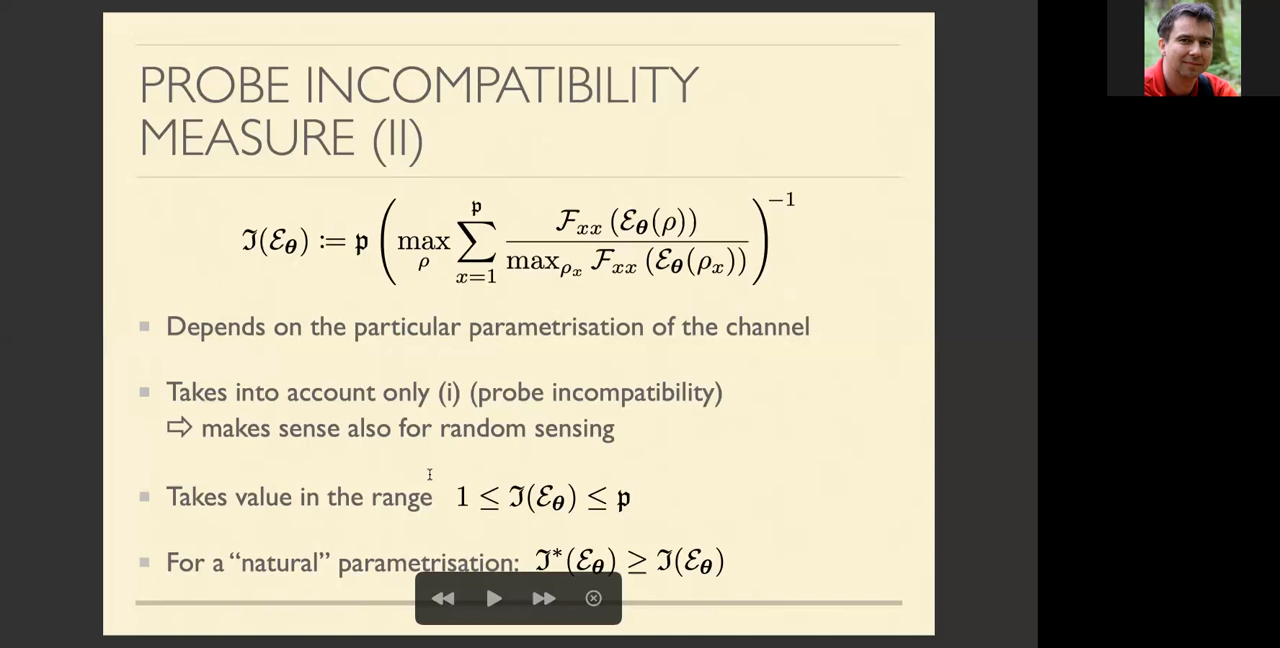 PROBE INCOMPATIBILITY
MEASURE (II)
ℑ(ℰ_θ) := 𝔭 ( max_ρ ∑_{x=1}^{𝔭} ℱ_xx (ℰ_θ(ρ)) / max_{ρ_x} ℱ_xx (ℰ_θ(ρ_x)) )^{−1}
Depends on the particular parametrisation of the channel
Takes into account only (i) (probe incompatibility)
⇨ makes sense also for random sensing
Takes value in the range 1 ≤ ℑ(ℰ_θ) ≤ 𝔭
For a “natural” parametrisation: ℑ*(ℰ_θ) ≥ ℑ(ℰ_θ)